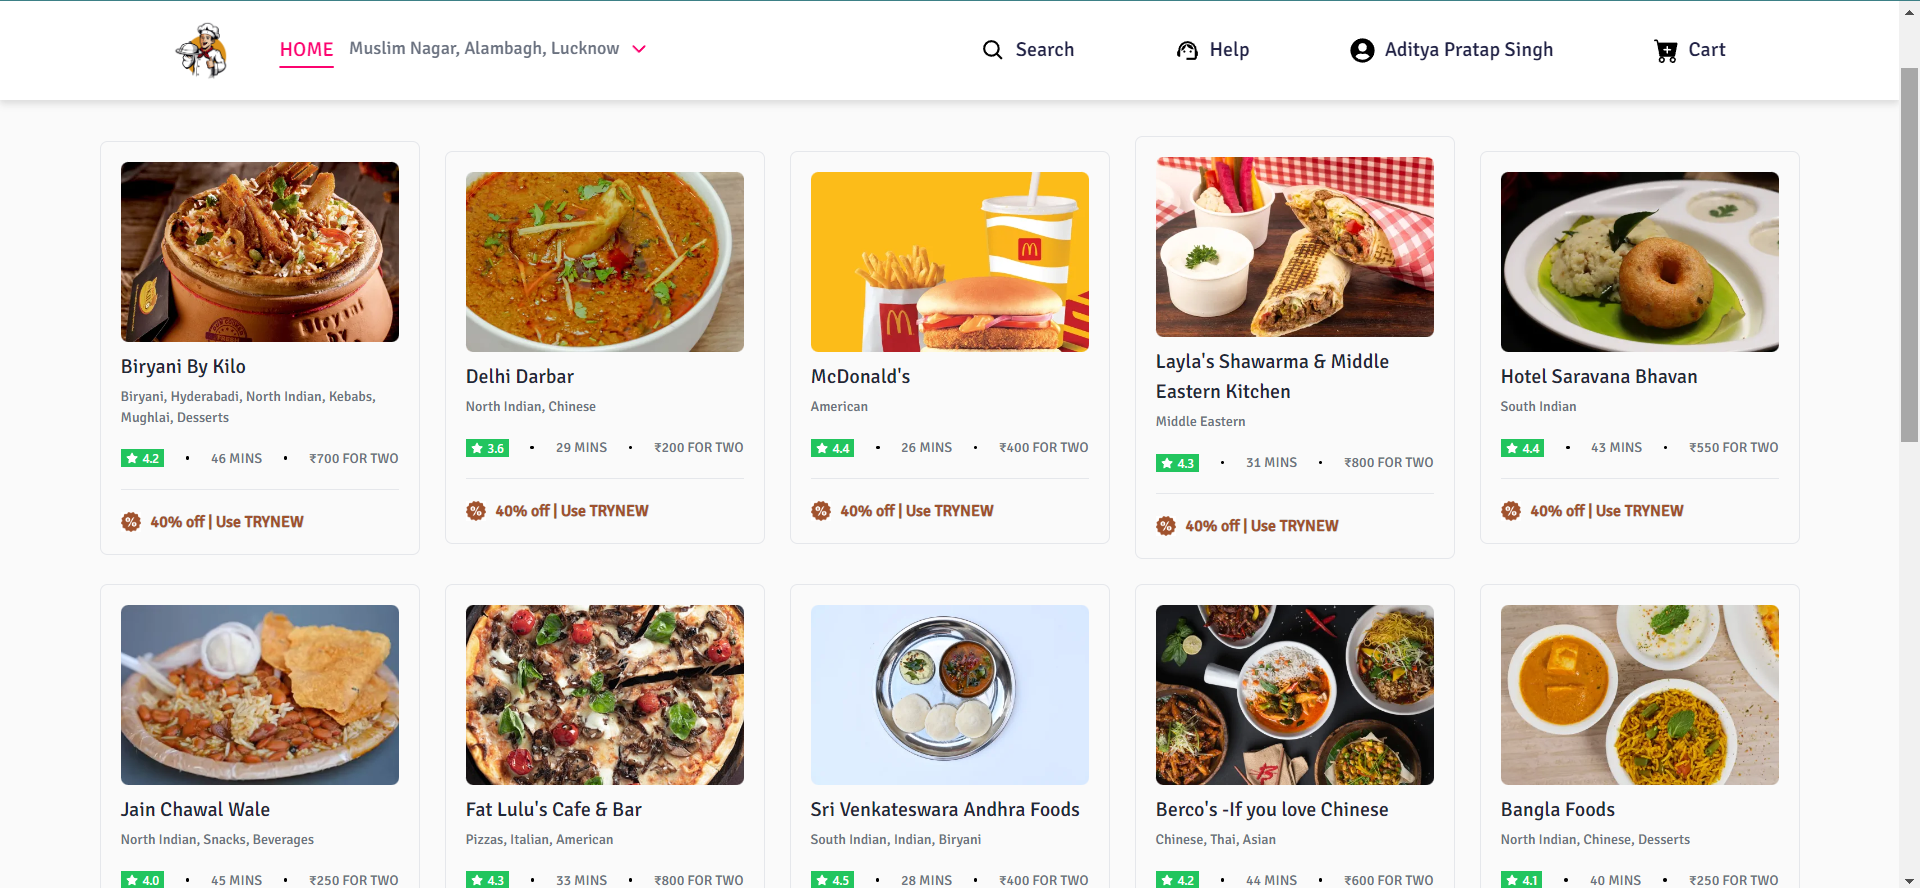 HOME
Muslim Nagar, Alambagh, Lucknow
Search
Help
Aditya Pratap Singh
Cart
Biryani By Kilo
Biryani, Hyderabadi, North Indian, Kebabs,
Mughlai, Desserts
4.2 • 46 MINS • ₹700 FOR TWO
40% off | Use TRYNEW
Delhi Darbar
North Indian, Chinese
3.6 • 29 MINS • ₹200 FOR TWO
40% off | Use TRYNEW
McDonald's
American
4.4 • 26 MINS • ₹400 FOR TWO
40% off | Use TRYNEW
Layla's Shawarma & Middle
Eastern Kitchen
Middle Eastern
4.3 • 31 MINS • ₹800 FOR TWO
40% off | Use TRYNEW
Hotel Saravana Bhavan
South Indian
4.4 • 43 MINS • ₹550 FOR TWO
40% off | Use TRYNEW
Jain Chawal Wale
North Indian, Snacks, Beverages
4.0 • 45 MINS • ₹250 FOR TWO
Fat Lulu's Cafe & Bar
Pizzas, Italian, American
4.3 • 33 MINS • ₹800 FOR TWO
Sri Venkateswara Andhra Foods
South Indian, Indian, Biryani
4.5 • 28 MINS • ₹400 FOR TWO
Berco's -If you love Chinese
Chinese, Thai, Asian
4.2 • 44 MINS • ₹600 FOR TWO
Bangla Foods
North Indian, Chinese, Desserts
4.1 • 40 MINS • ₹250 FOR TWO